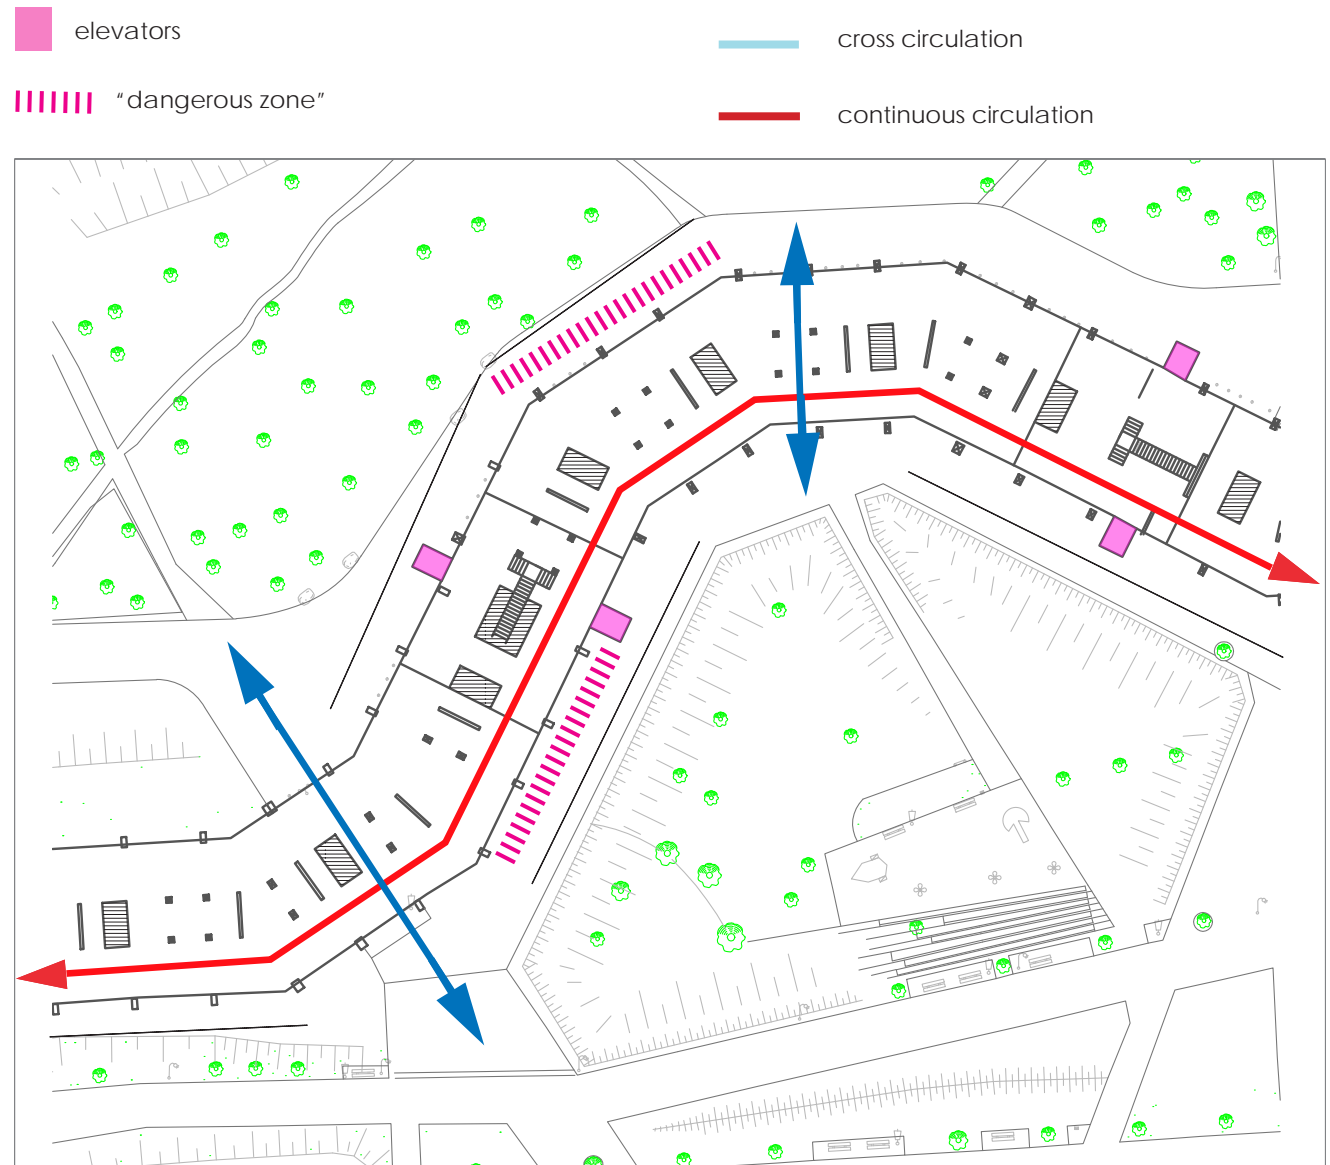 elevators
“dangerous zone”
cross circulation
continuous circulation